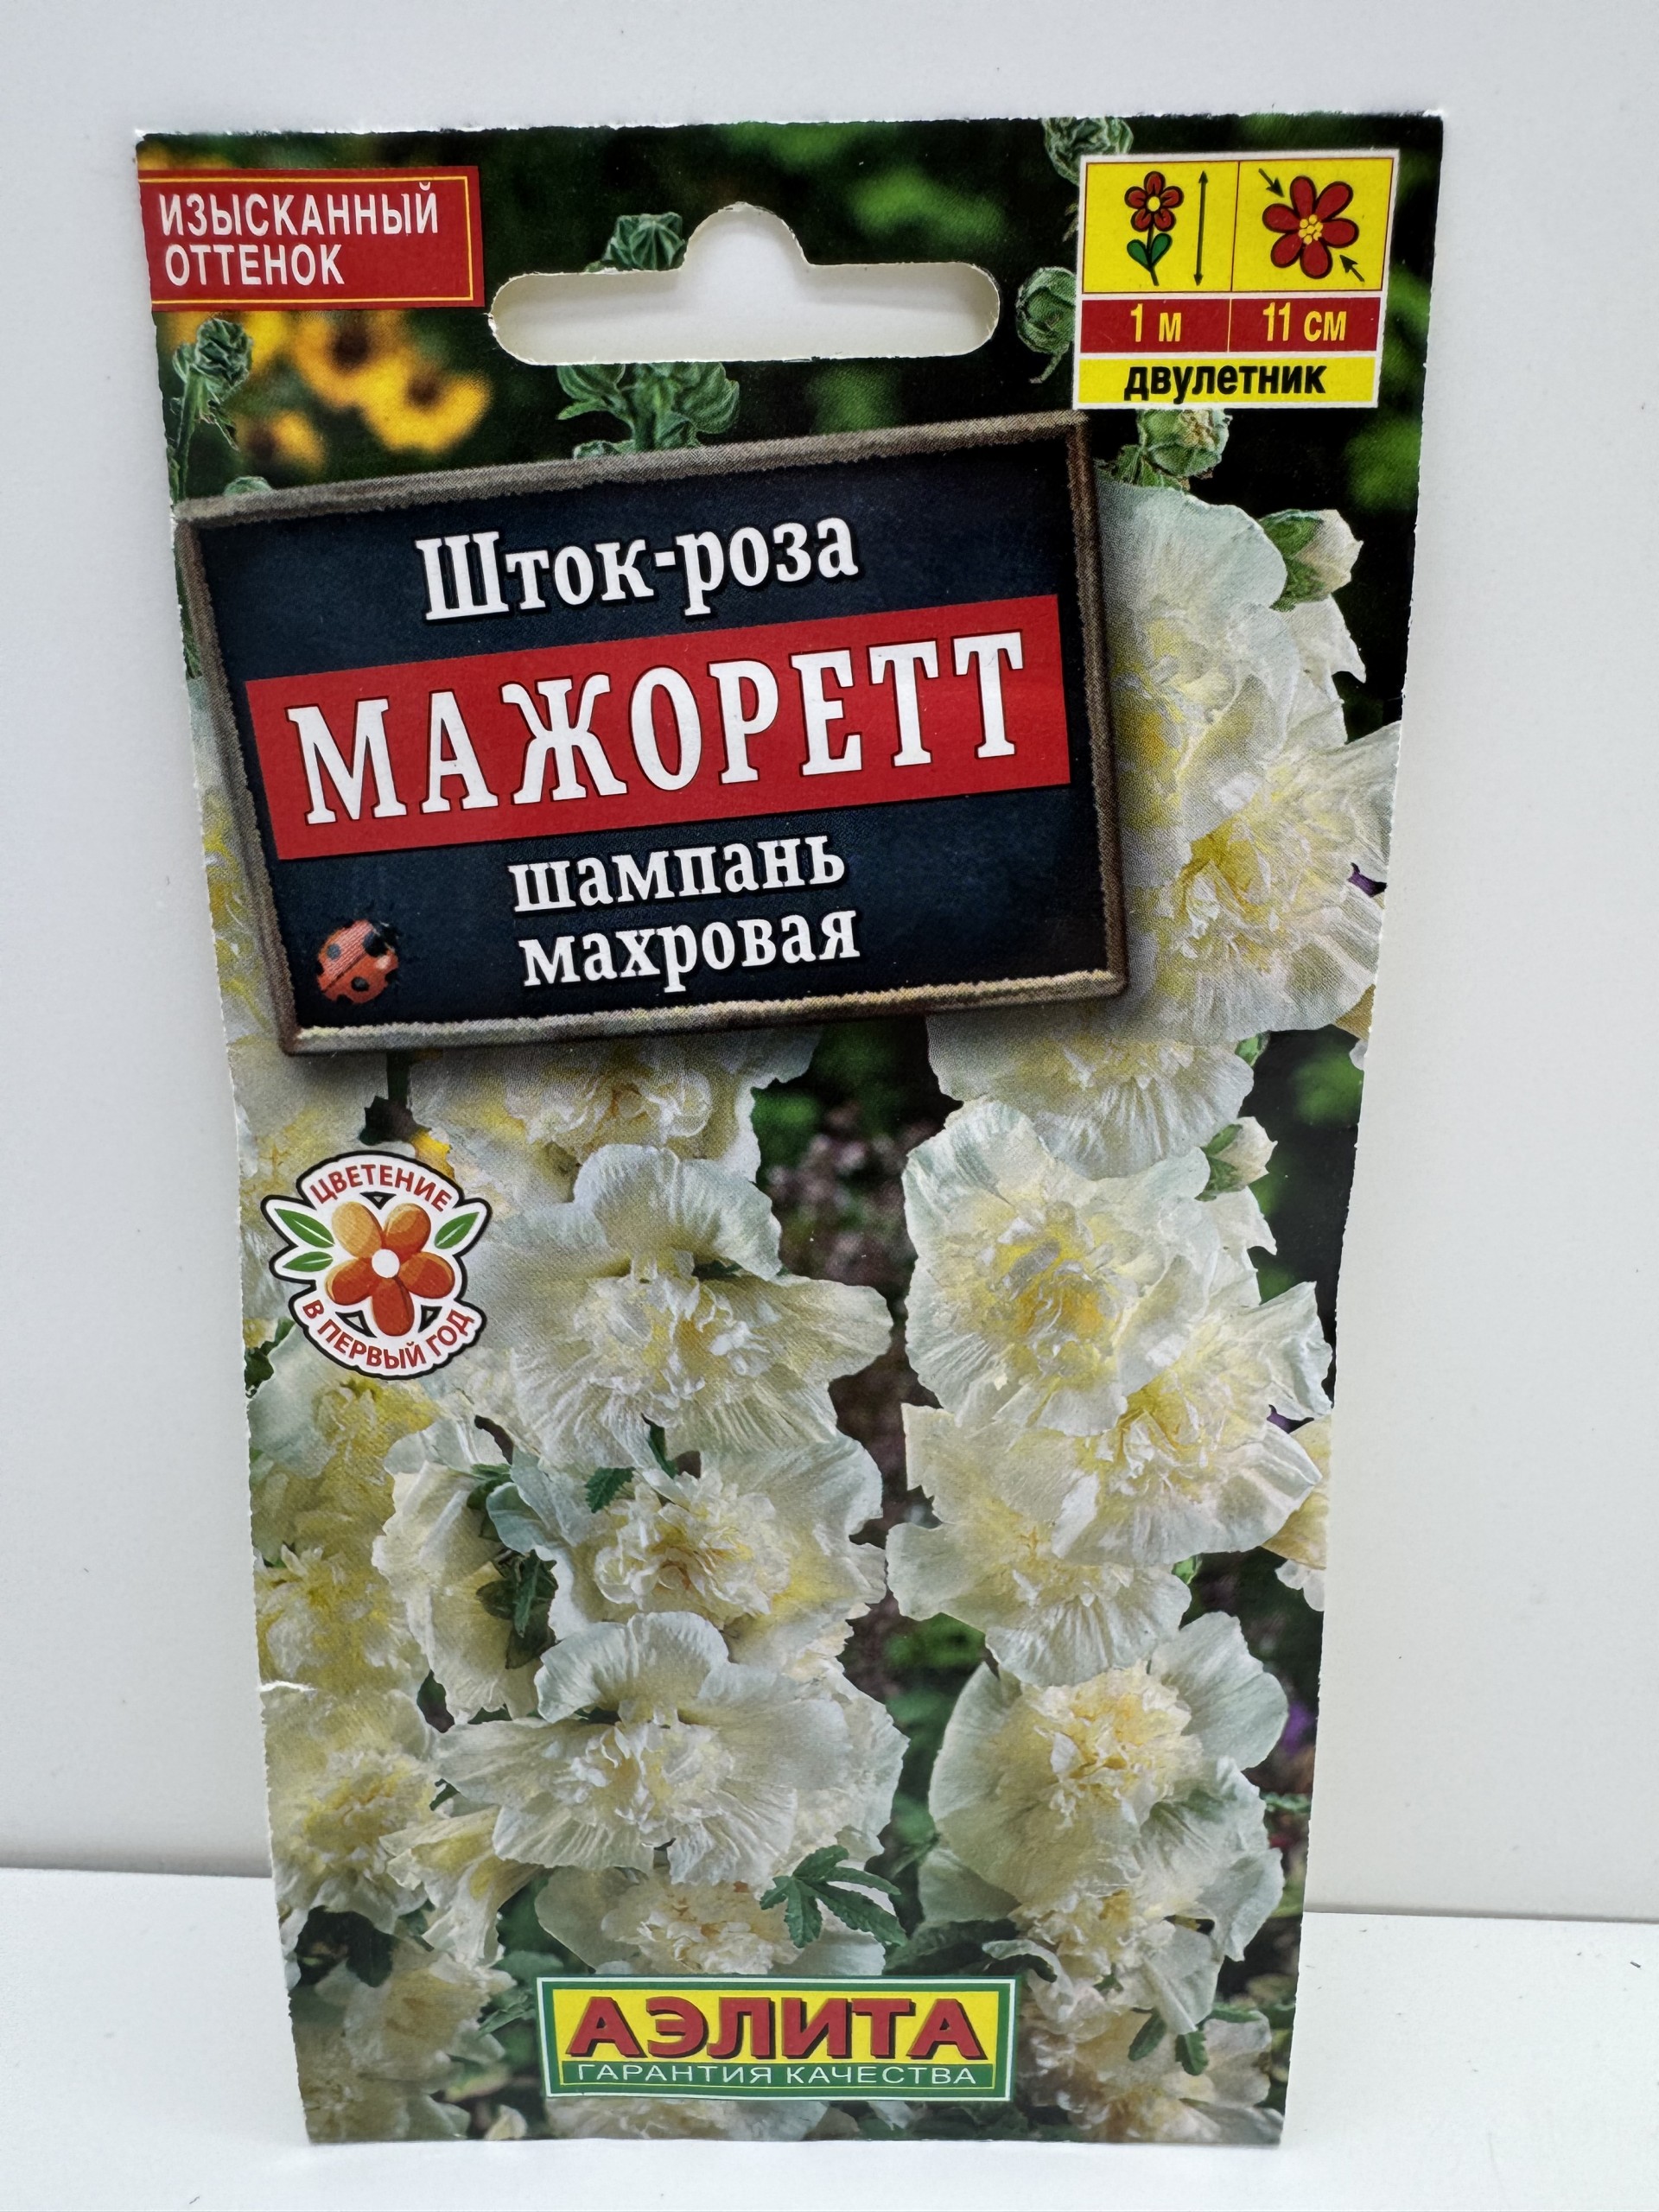 ИЗЫСКАННЫЙ
ОТТЕНОК
1 м 11 см
двулетник
Шток-роза
МАЖОРЕТТ
шампань
махровая
ЦВЕТЕНИЕ
В ПЕРВЫЙ ГОД
АЭЛИТА
ГАРАНТИЯ КАЧЕСТВА